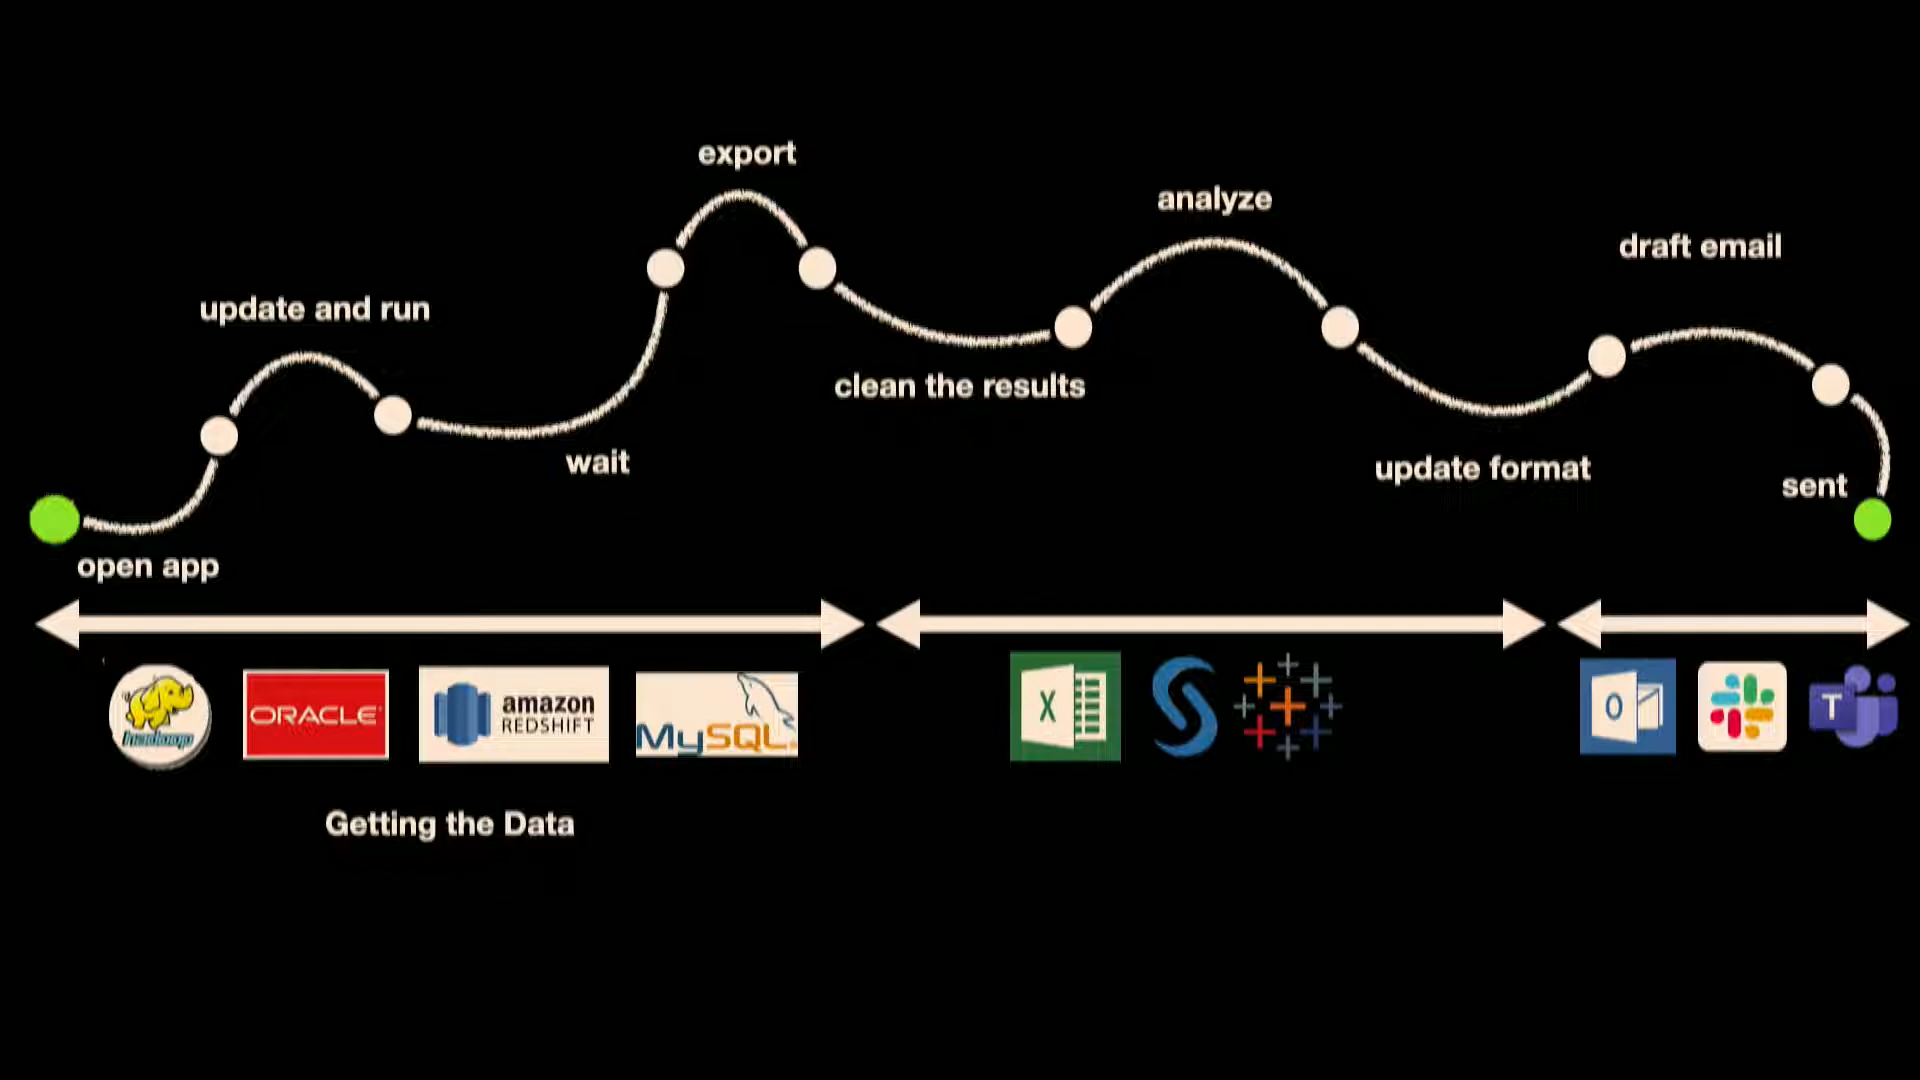 export
analyze
draft email
update and run
clean the results
wait
update format
sent
open app
hadoop
ORACLE
amazon
REDSHIFT
MySQL
X
O
T
Getting the Data